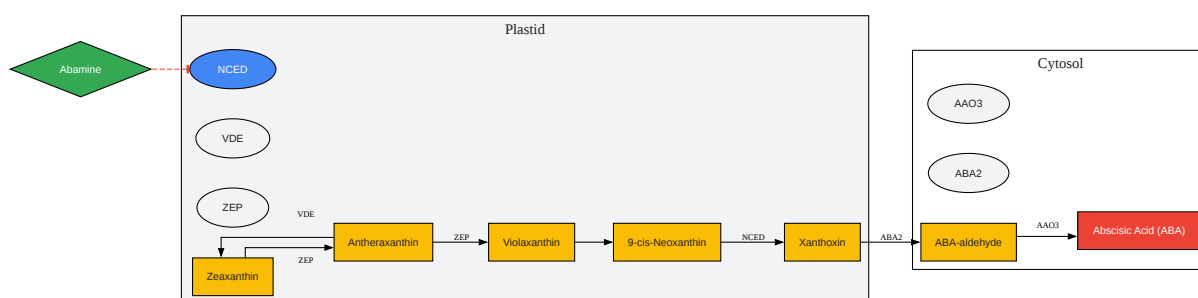 Plastid
Cytosol
Abamine
NCED
VDE
ZEP
AAO3
ABA2
VDE
ZEP
Zeaxanthin
Antheraxanthin
ZEP
Violaxanthin
9-cis-Neoxanthin
NCED
Xanthoxin
ABA2
ABA-aldehyde
AAO3
Abscisic Acid (ABA)